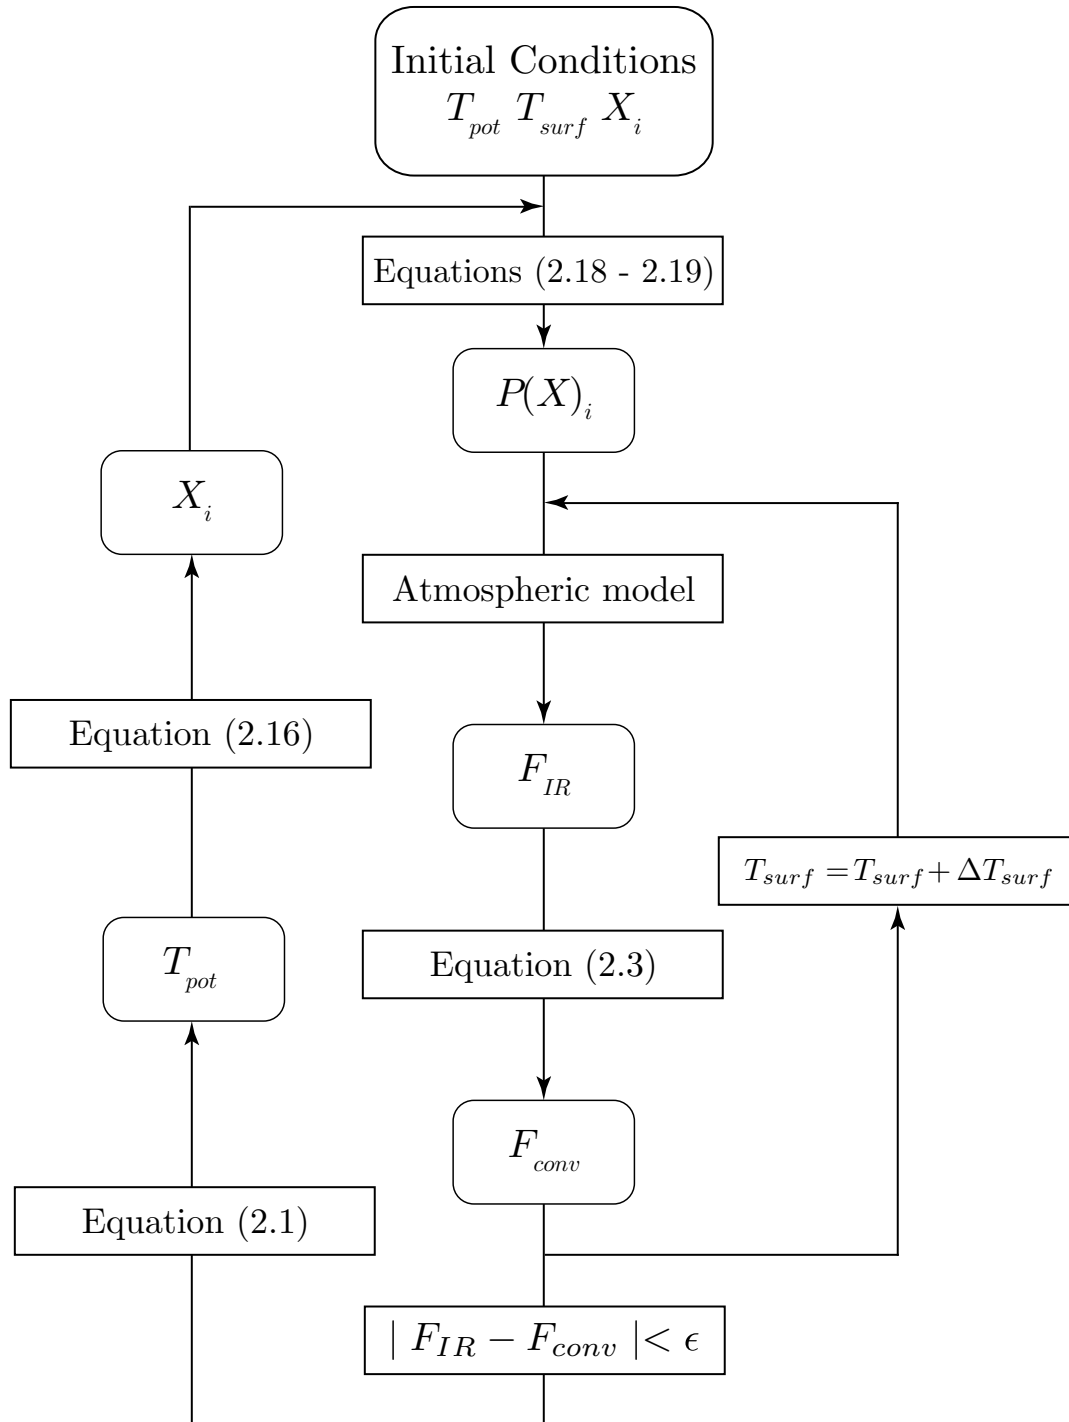 Initial Conditions
T_pot T_surf X_i
Equations (2.18 - 2.19)
P(X)_i
X_i
Atmospheric model
Equation (2.16)
F_IR
T_surf = T_surf + ΔT_surf
T_pot
Equation (2.3)
F_conv
Equation (2.1)
| F_IR − F_conv | < ϵ